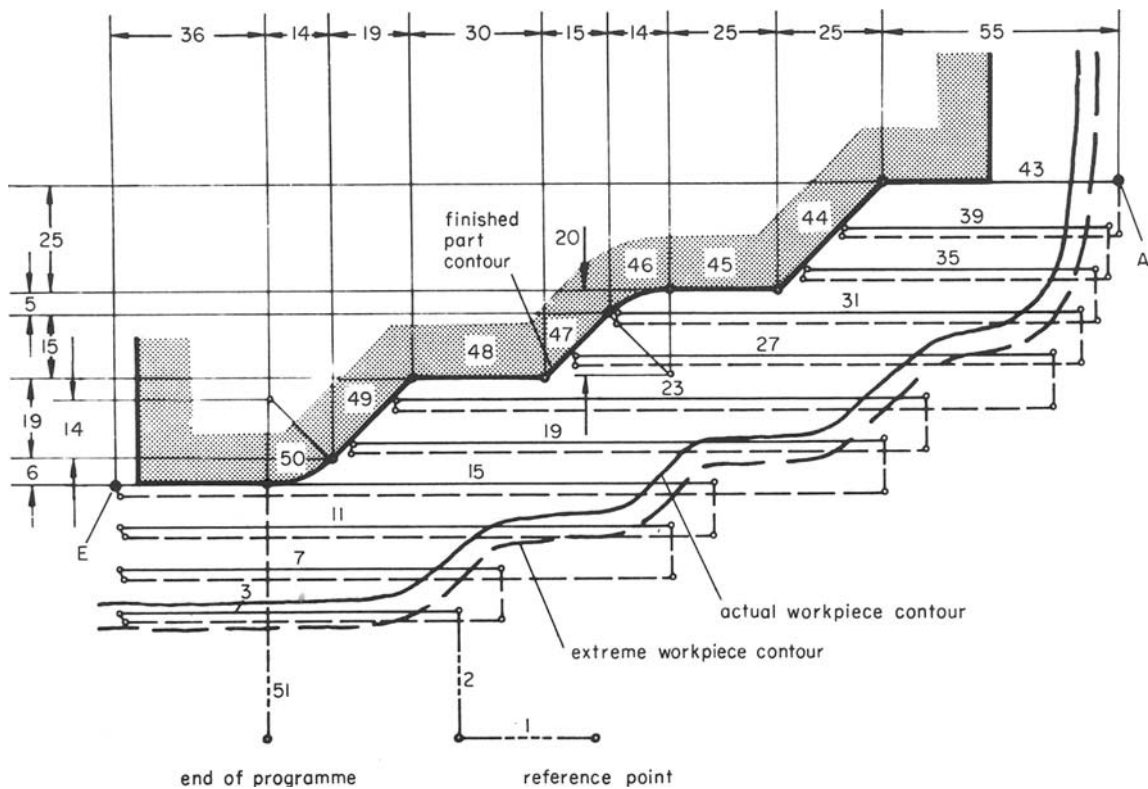 36 14 19 30 15 14 25 25 55
43
finished
part
contour
20
44
39
25
46 45
35
A
5
31
15
47
27
48
23
19
49
14
19
50
15
6
E
11
7
3
actual workpiece contour
extreme workpiece contour
2
51
1
end of programme
reference point